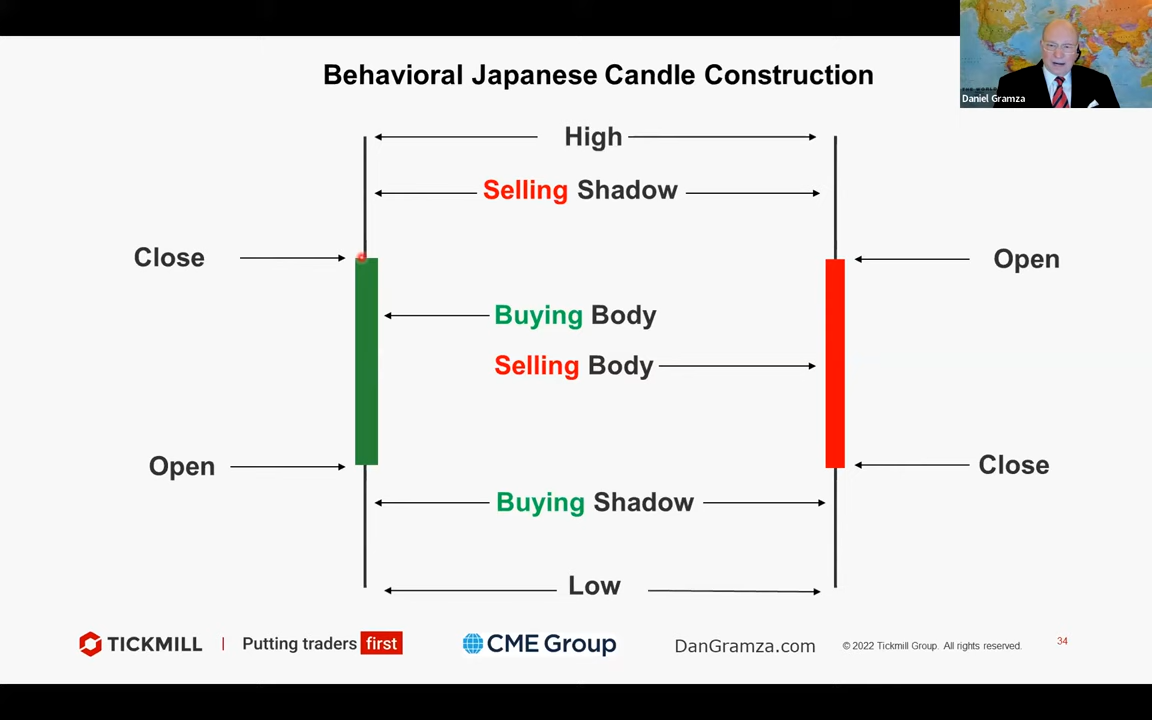 Behavioral Japanese Candle Construction
Daniel Gramza
High
Selling Shadow
Close
Open
Buying Body
Selling Body
Open
Close
Buying Shadow
Low
TICKMILL | Putting traders first
CME Group
DanGramza.com
© 2022 Tickmill Group. All rights reserved.
34